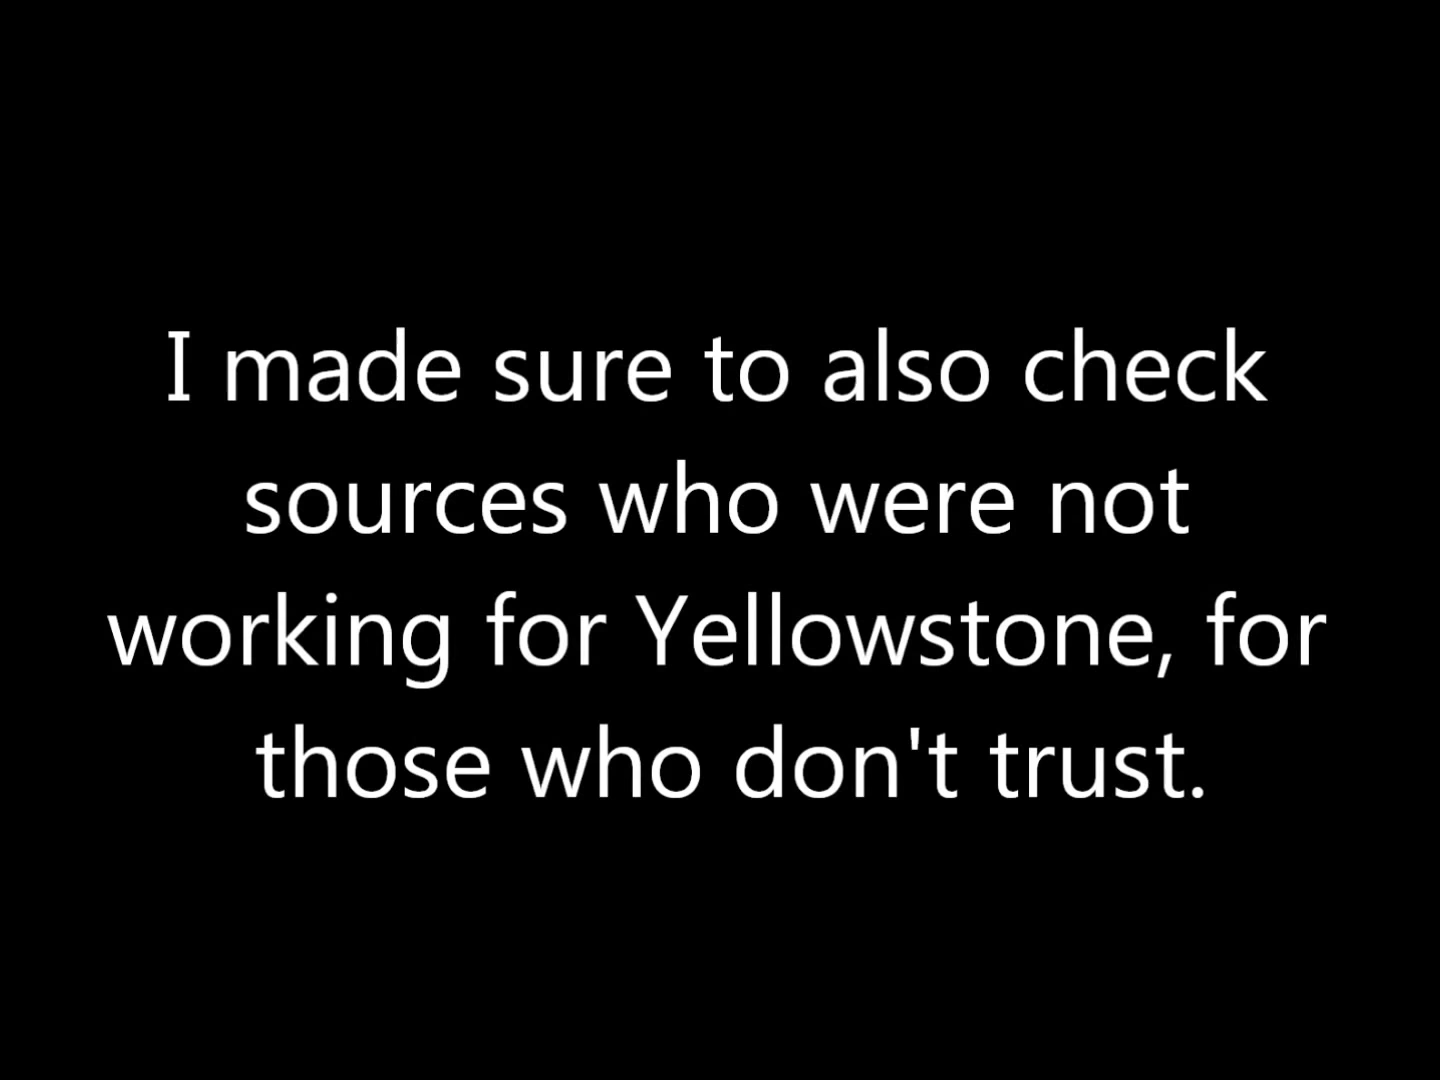 I made sure to also check
sources who were not
working for Yellowstone, for
those who don't trust.